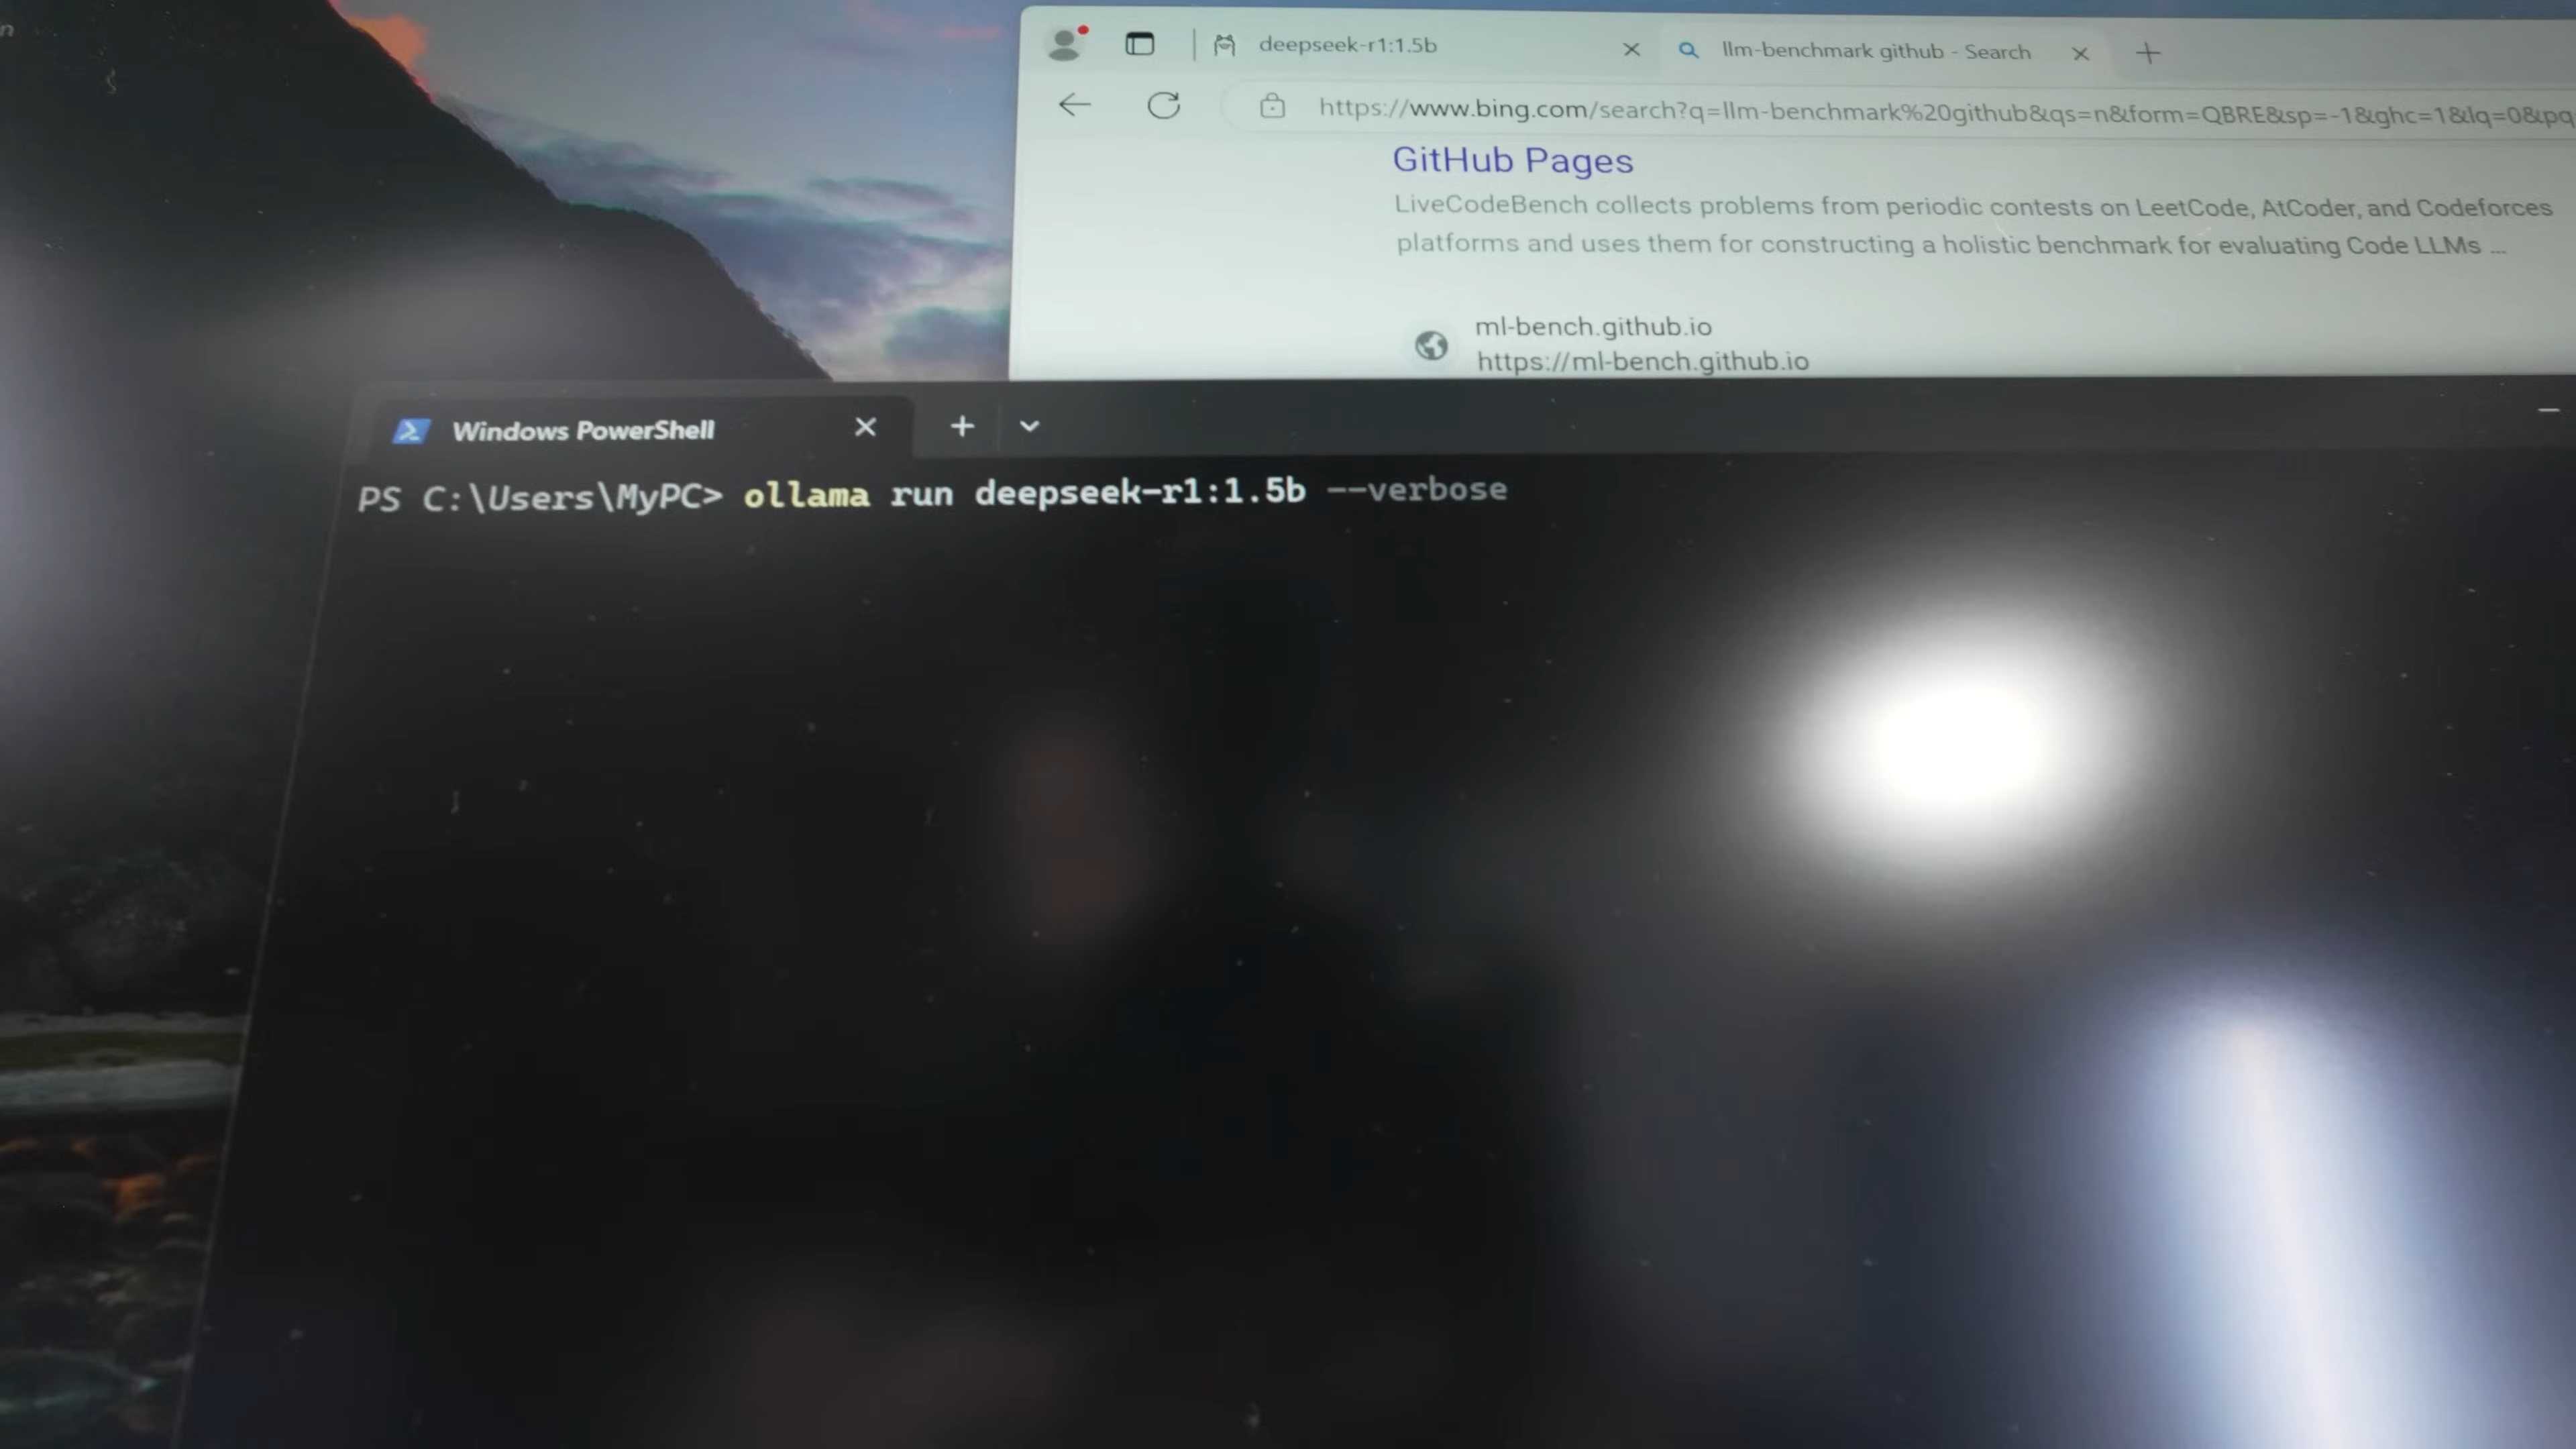 n
deepseek-r1:1.5b
llm-benchmark github - Search
https://www.bing.com/search?q=llm-benchmark%20github&qs=n&form=QBRE&sp=-1&ghc=1&lq=0&pq
GitHub Pages
LiveCodeBench collects problems from periodic contests on LeetCode, AtCoder, and Codeforces
platforms and uses them for constructing a holistic benchmark for evaluating Code LLMs ...
ml-bench.github.io
https://ml-bench.github.io
Windows PowerShell
PS C:\Users\MyPC> ollama run deepseek-r1:1.5b --verbose